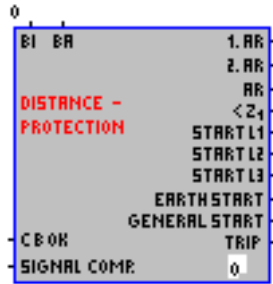 0
BI BA 1. AR
2. AR
AR
DISTANCE - <Z1
PROTECTION START L1
START L2
START L3
EARTH START
GENERAL START
CB OK TRIP
SIGNAL COMP. 0